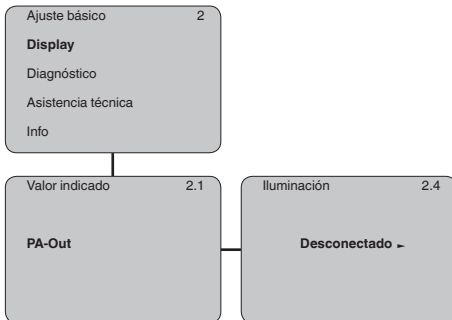 Ajuste básico 2
Display
Diagnóstico
Asistencia técnica
Info
Valor indicado 2.1
PA-Out
Iluminación 2.4
Desconectado ►